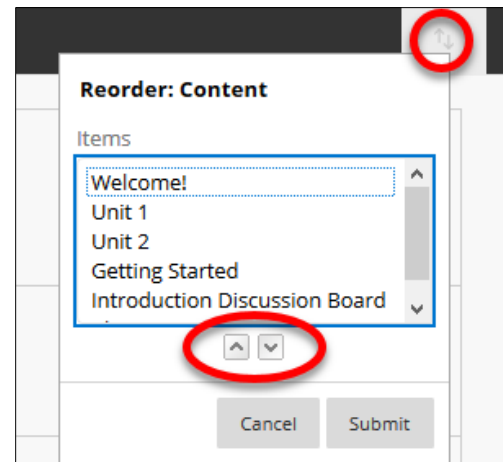 Reorder: Content
Items
Welcome!
Unit 1
Unit 2
Getting Started
Introduction Discussion Board
Cancel Submit